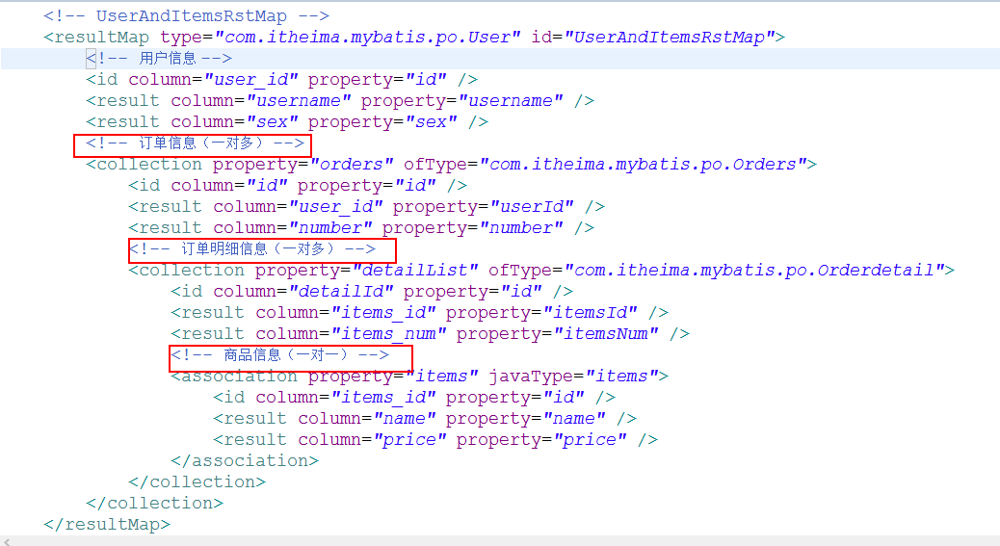 <!-- UserAndItemsRstMap -->
<resultMap type="com.itheima.mybatis.po.User" id="UserAndItemsRstMap">
<!-- 用户信息 -->
<id column="user_id" property="id" />
<result column="username" property="username" />
<result column="sex" property="sex" />
<!-- 订单信息（一对多） -->
<collection property="orders" ofType="com.itheima.mybatis.po.Orders">
<id column="id" property="id" />
<result column="user_id" property="userId" />
<result column="number" property="number" />
<!-- 订单明细信息（一对多） -->
<collection property="detailList" ofType="com.itheima.mybatis.po.Orderdetail">
<id column="detailId" property="id" />
<result column="items_id" property="itemsId" />
<result column="items_num" property="itemsNum" />
<!-- 商品信息（一对一） -->
<association property="items" javaType="items">
<id column="items_id" property="id" />
<result column="name" property="name" />
<result column="price" property="price" />
</association>
</collection>
</collection>
</resultMap>